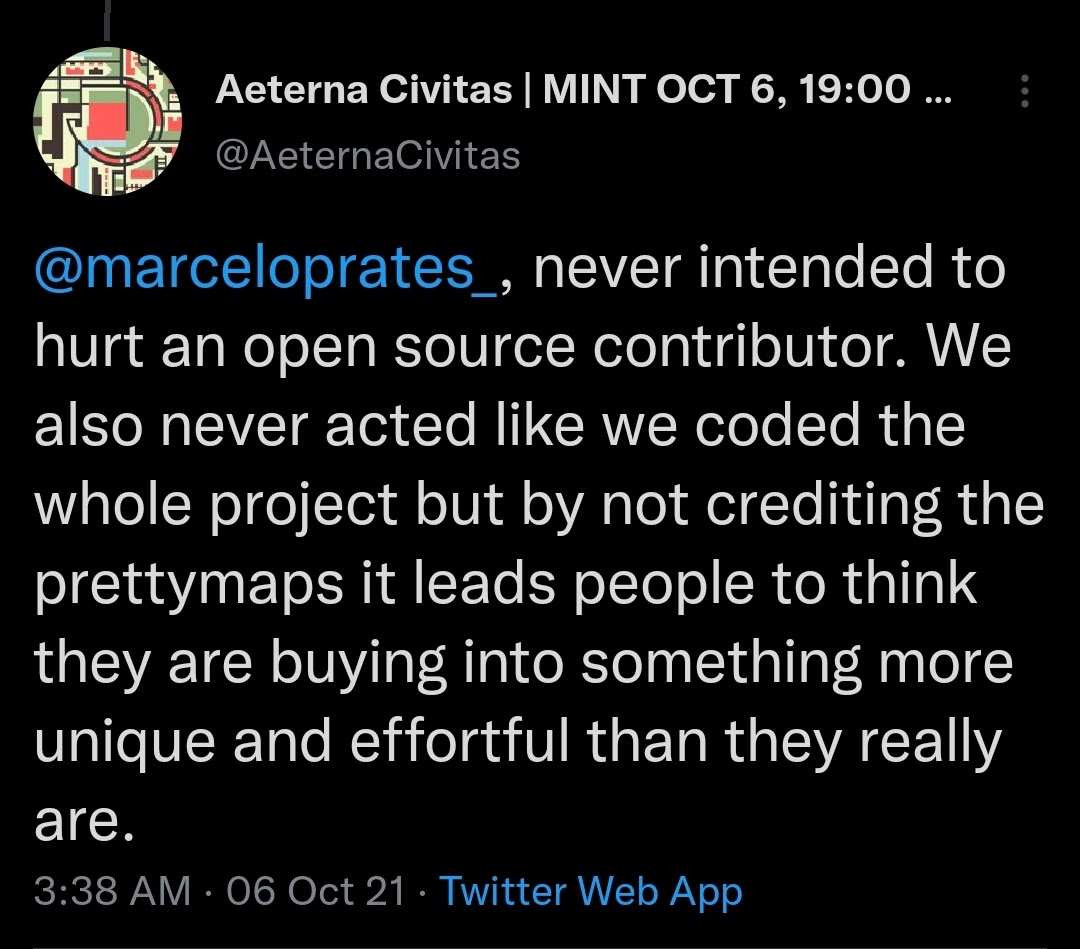 Aeterna Civitas | MINT OCT 6, 19:00 ...
@AeternaCivitas
@marceloprates_, never intended to
hurt an open source contributor. We
also never acted like we coded the
whole project but by not crediting the
prettymaps it leads people to think
they are buying into something more
unique and effortful than they really
are.
3:38 AM · 06 Oct 21 · Twitter Web App